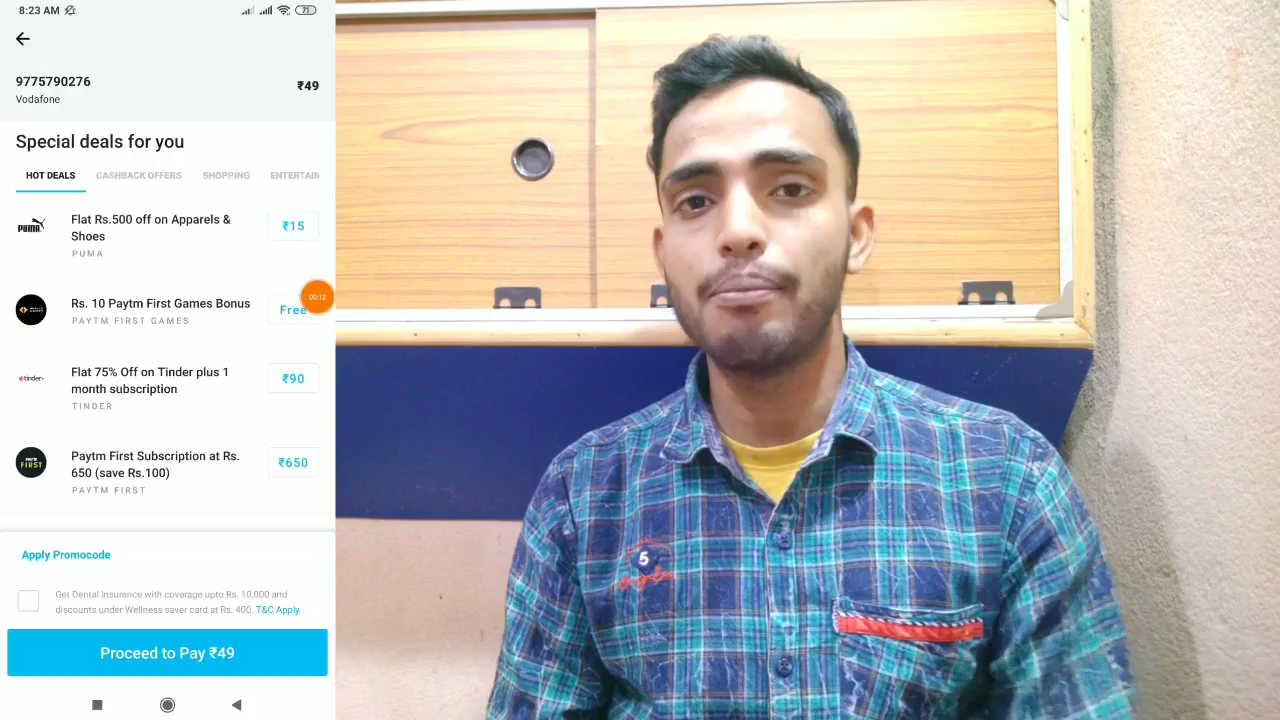 8:23 AM
71
9775790276
₹49
Vodafone
Special deals for you
HOT DEALS
CASHBACK OFFERS
SHOPPING
ENTERTAIN
PUMA
Flat Rs.500 off on Apparels &
Shoes
PUMA
₹15
Rs. 10 Paytm First Games Bonus
PAYTM FIRST GAMES
Free
00:12
tinder+
Flat 75% Off on Tinder plus 1
month subscription
TINDER
₹90
paytm
FIRST
Paytm First Subscription at Rs.
650 (save Rs.100)
PAYTM FIRST
₹650
Apply Promocode
Get Dental Insurance with coverage upto Rs. 10,000 and
discounts under Wellness saver card at Rs. 400. T&C Apply
Proceed to Pay ₹49
5